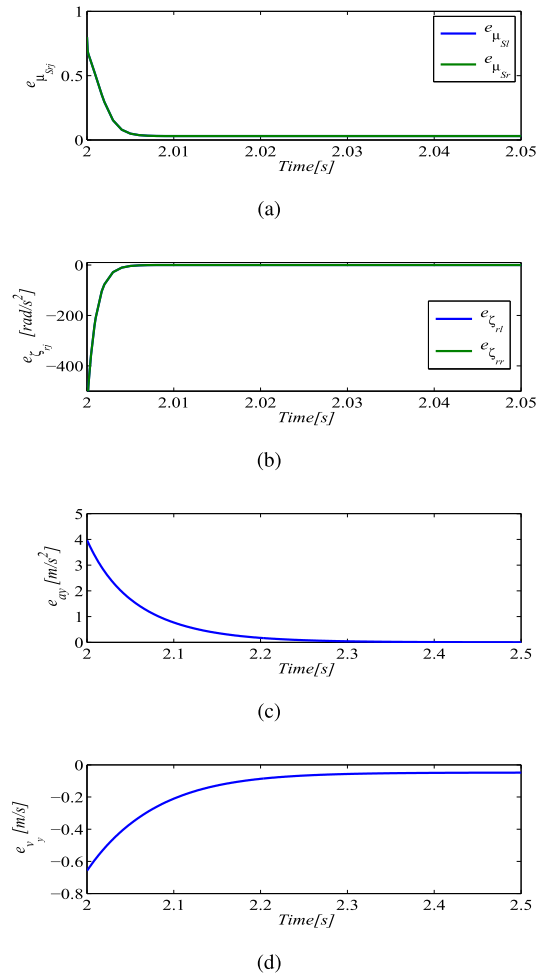 1
0.5
0
e_{μ_{Srj}}
e_{μ_{Sl}}
e_{μ_{Sr}}
2 2.01 2.02 2.03 2.04 2.05
Time[s]
(a)
0
−200
−400
e_{ζ_{rj}} [rad/s^2]
e_{ζ_{rl}}
e_{ζ_{rr}}
2 2.01 2.02 2.03 2.04 2.05
Time[s]
(b)
5
4
3
2
1
0
e_{ay} [m/s^2]
2 2.1 2.2 2.3 2.4 2.5
Time[s]
(c)
0
−0.2
−0.4
−0.6
−0.8
e_{v_y} [m/s]
2 2.1 2.2 2.3 2.4 2.5
Time[s]
(d)